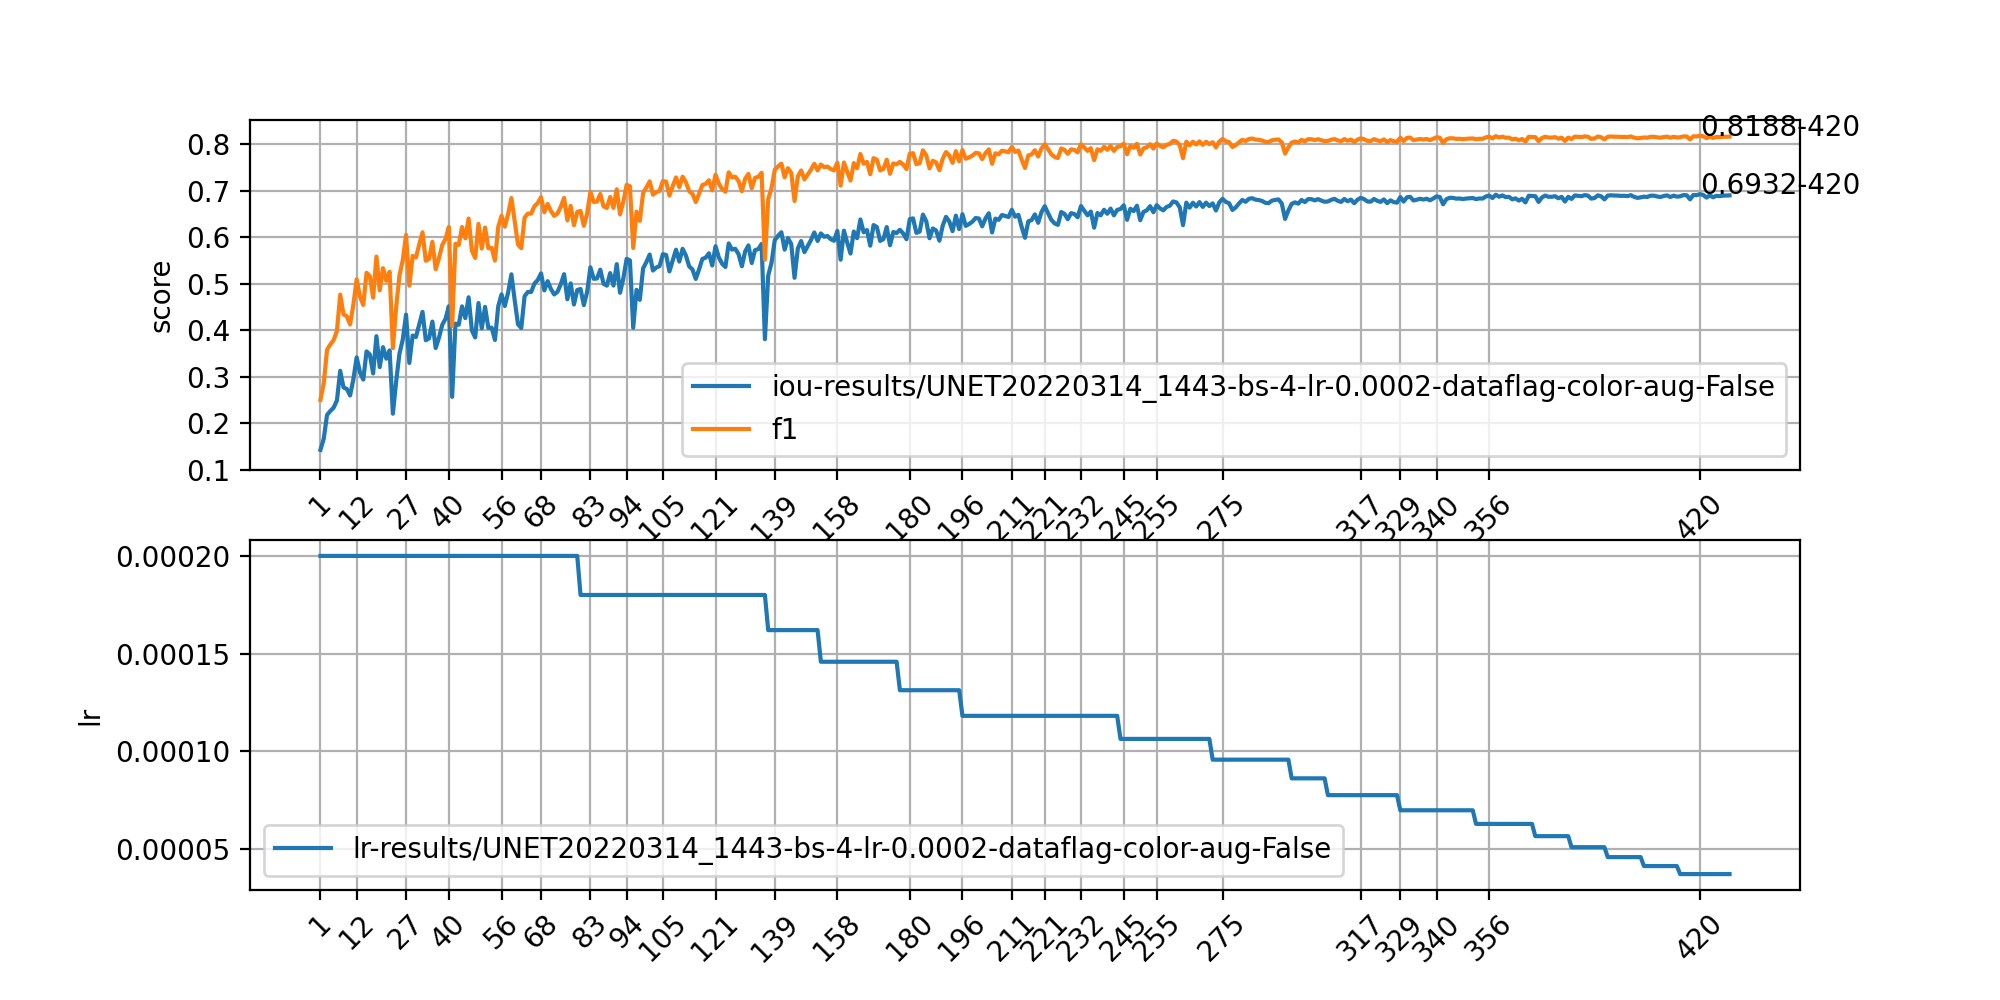 0.8188-420
0.6932-420
score
0.8
0.7
0.6
0.5
0.4
0.3
0.2
0.1
iou-results/UNET20220314_1443-bs-4-lr-0.0002-dataflag-color-aug-False
f1
1 12 27 40 56 68 83 94 105 121 139 158 180 196 211 221 232 245 255 275 317 329 340 356 420
lr
0.00020
0.00015
0.00010
0.00005
lr-results/UNET20220314_1443-bs-4-lr-0.0002-dataflag-color-aug-False
1 12 27 40 56 68 83 94 105 121 139 158 180 196 211 221 232 245 255 275 317 329 340 356 420